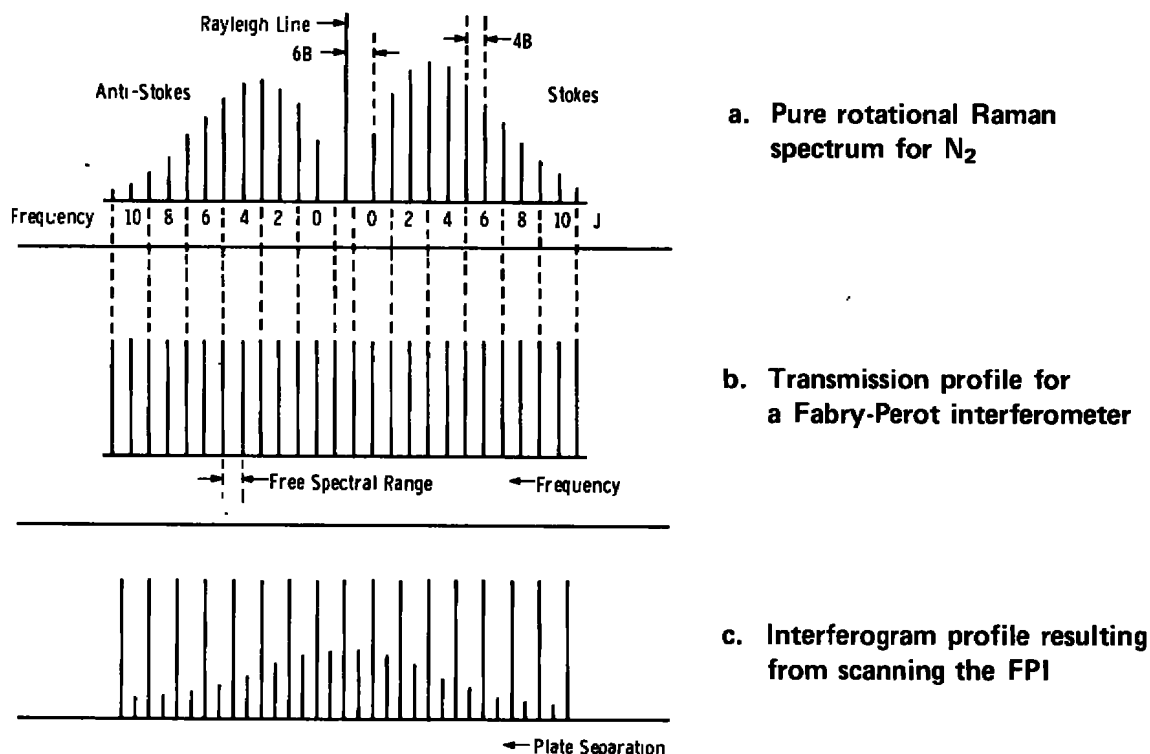 Rayleigh Line
6B
4B
Anti-Stokes
Stokes
a. Pure rotational Raman
spectrum for N2
Frequency 10 8 6 4 2 0 0 2 4 6 8 10 J
b. Transmission profile for
a Fabry-Perot interferometer
Free Spectral Range
Frequency
c. Interferogram profile resulting
from scanning the FPI
Plate Separation